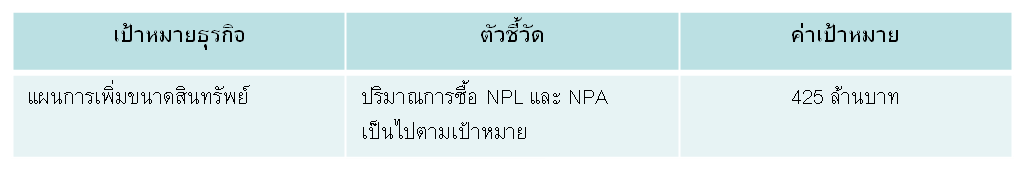 เป้าหมายธุรกิจ ตัวชี้วัด ค่าเป้าหมาย
แผนการเพิ่มขนาดสินทรัพย์ ปริมาณการซื้อ NPL และ NPA 425 ล้านบาท
เป็นไปตามเป้าหมาย